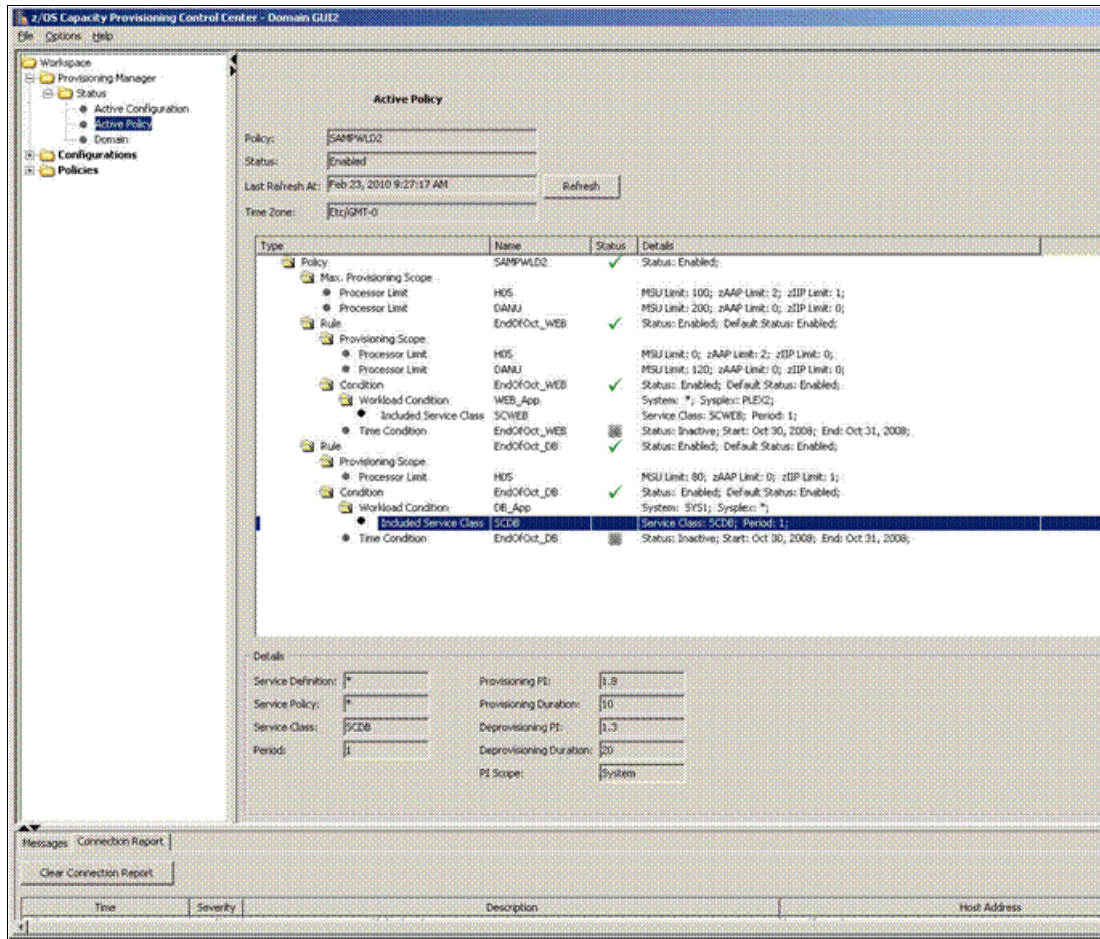 z/OS Capacity Provisioning Control Center - Domain GUI2
File Options Help
Workspace
Provisioning Manager
Status
Active Configuration
Active Policy
Domain
Configurations
Policies
Active Policy
Policy: SAMPWLD2
Status: Enabled
Last Refresh At: Feb 23, 2010 9:27:17 AM Refresh
Time Zone: Etc/GMT-0
Type Name Status Details
Policy SAMPWLD2 Status: Enabled;
Max. Provisioning Scope
Processor Limit H05 MSU Limit: 100; zAAP Limit: 2; zIIP Limit: 1;
Processor Limit DANU MSU Limit: 200; zAAP Limit: 0; zIIP Limit: 0;
Rule EndOfOct_WEB Status: Enabled; Default Status: Enabled;
Provisioning Scope
Processor Limit H05 MSU Limit: 0; zAAP Limit: 2; zIIP Limit: 0;
Processor Limit DANU MSU Limit: 120; zAAP Limit: 0; zIIP Limit: 0;
Condition EndOfOct_WEB Status: Enabled; Default Status: Enabled;
Workload Condition WEB_App System: *; Sysplex: PLEX2;
Included Service Class SCWEB Service Class: SCWEB; Period: 1;
Time Condition EndOfOct_WEB Status: Inactive; Start: Oct 30, 2008; End: Oct 31, 2008;
Rule EndOfOct_DB Status: Enabled; Default Status: Enabled;
Provisioning Scope
Processor Limit H05 MSU Limit: 80; zAAP Limit: 0; zIIP Limit: 1;
Condition EndOfOct_DB Status: Enabled; Default Status: Enabled;
Workload Condition DB_App System: SYS1; Sysplex: *;
Included Service Class SCDB Service Class: SCDB; Period: 1;
Time Condition EndOfOct_DB Status: Inactive; Start: Oct 30, 2008; End: Oct 31, 2008;
Details
Service Definition: * Provisioning PI: 1.8
Service Policy: * Provisioning Duration: 10
Service Class: SCDB Deprovisioning PI: 1.3
Period: 1 Deprovisioning Duration: 20
PI Scope: System
Messages Connection Report
Clear Connection Report
Time Severity Description Host Address